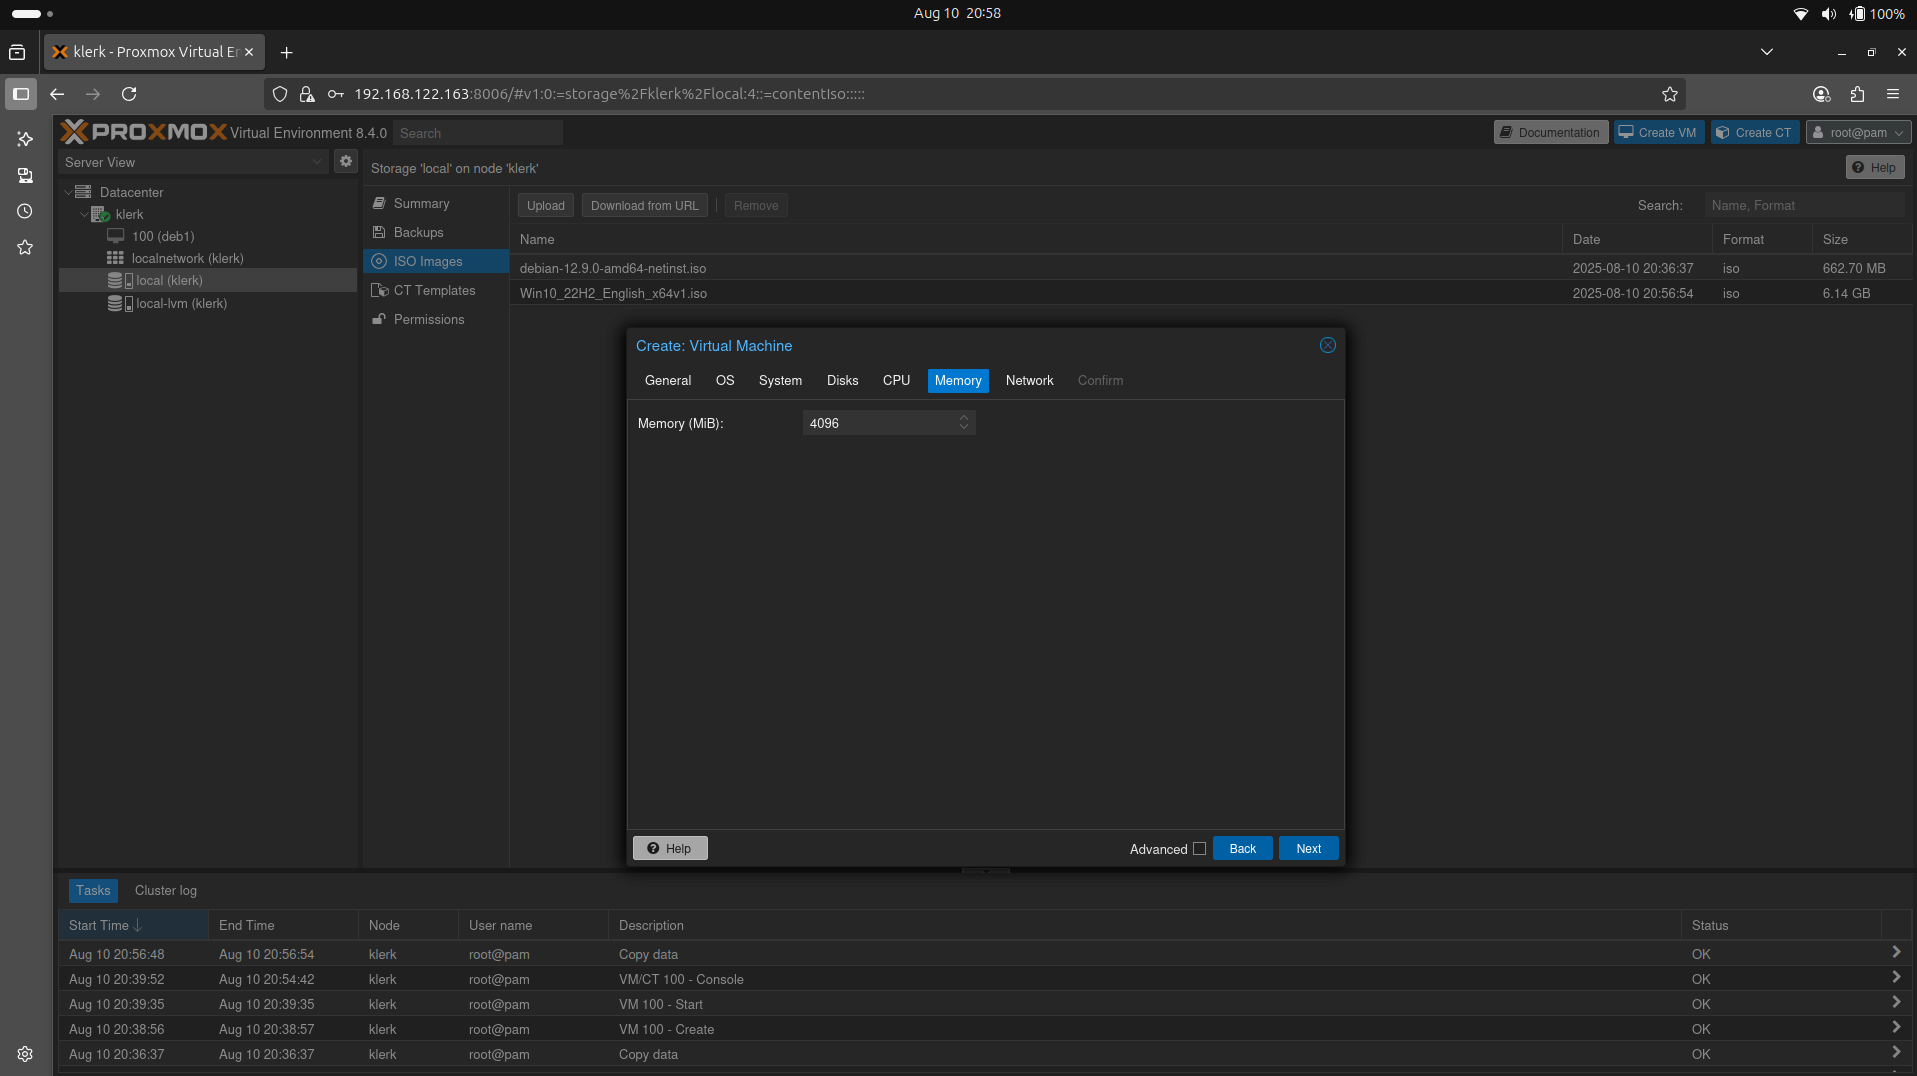 Aug 10 20:58
100%
klerk - Proxmox Virtual En
192.168.122.163:8006/#v1:0:=storage%2Fklerk%2Flocal:4::=contentIso:::::
PROXMOX Virtual Environment 8.4.0 Search
Documentation Create VM Create CT root@pam
Server View
Storage 'local' on node 'klerk'
Help
Datacenter
klerk
100 (deb1)
localnetwork (klerk)
local (klerk)
local-lvm (klerk)
Summary
Backups
ISO Images
CT Templates
Permissions
Upload Download from URL Remove Search: Name, Format
Name Date Format Size
debian-12.9.0-amd64-netinst.iso 2025-08-10 20:36:37 iso 662.70 MB
Win10_22H2_English_x64v1.iso 2025-08-10 20:56:54 iso 6.14 GB
Create: Virtual Machine
General OS System Disks CPU Memory Network Confirm
Memory (MiB): 4096
Help Advanced Back Next
Tasks Cluster log
Start Time End Time Node User name Description Status
Aug 10 20:56:48 Aug 10 20:56:54 klerk root@pam Copy data OK
Aug 10 20:39:52 Aug 10 20:54:42 klerk root@pam VM/CT 100 - Console OK
Aug 10 20:39:35 Aug 10 20:39:35 klerk root@pam VM 100 - Start OK
Aug 10 20:38:56 Aug 10 20:38:57 klerk root@pam VM 100 - Create OK
Aug 10 20:36:37 Aug 10 20:36:37 klerk root@pam Copy data OK